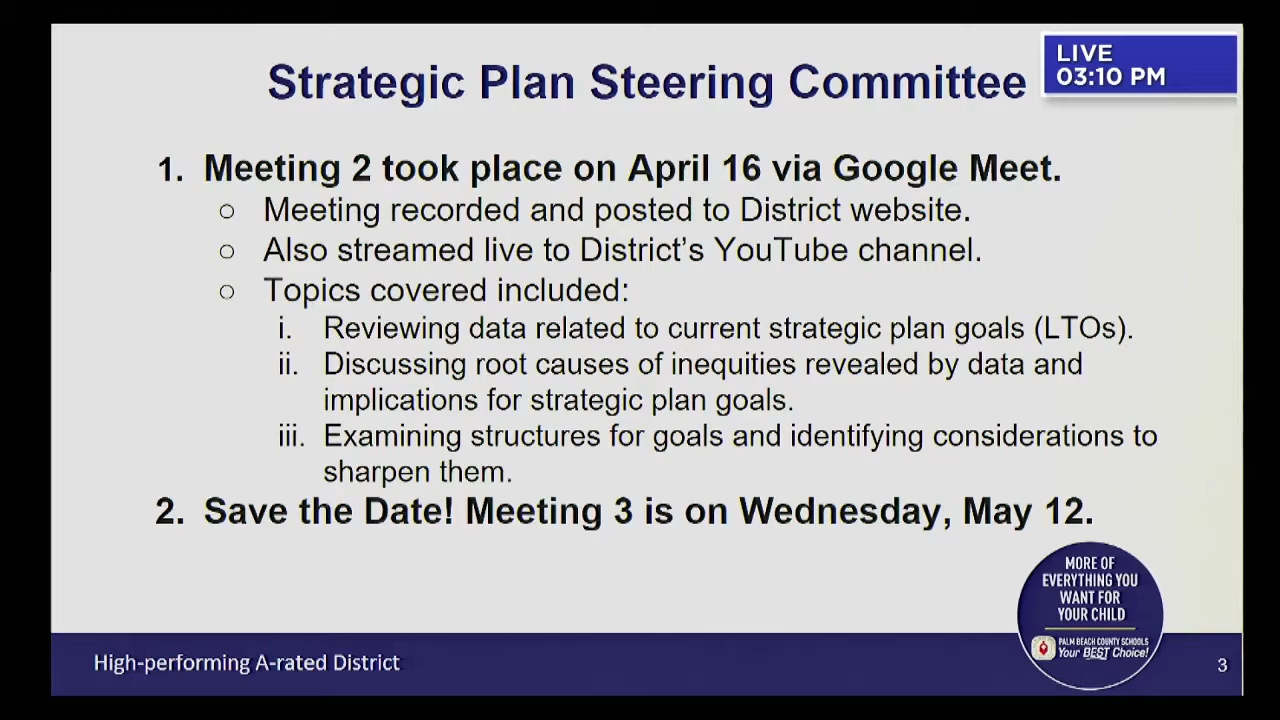 Strategic Plan Steering Committee
LIVE
03:10 PM
1. Meeting 2 took place on April 16 via Google Meet.
○ Meeting recorded and posted to District website.
○ Also streamed live to District's YouTube channel.
○ Topics covered included:
i. Reviewing data related to current strategic plan goals (LTOs).
ii. Discussing root causes of inequities revealed by data and
implications for strategic plan goals.
iii. Examining structures for goals and identifying considerations to
sharpen them.
2. Save the Date! Meeting 3 is on Wednesday, May 12.
MORE OF
EVERYTHING YOU
WANT FOR
YOUR CHILD
PALM BEACH COUNTY SCHOOLS
Your BEST Choice!
High-performing A-rated District
3